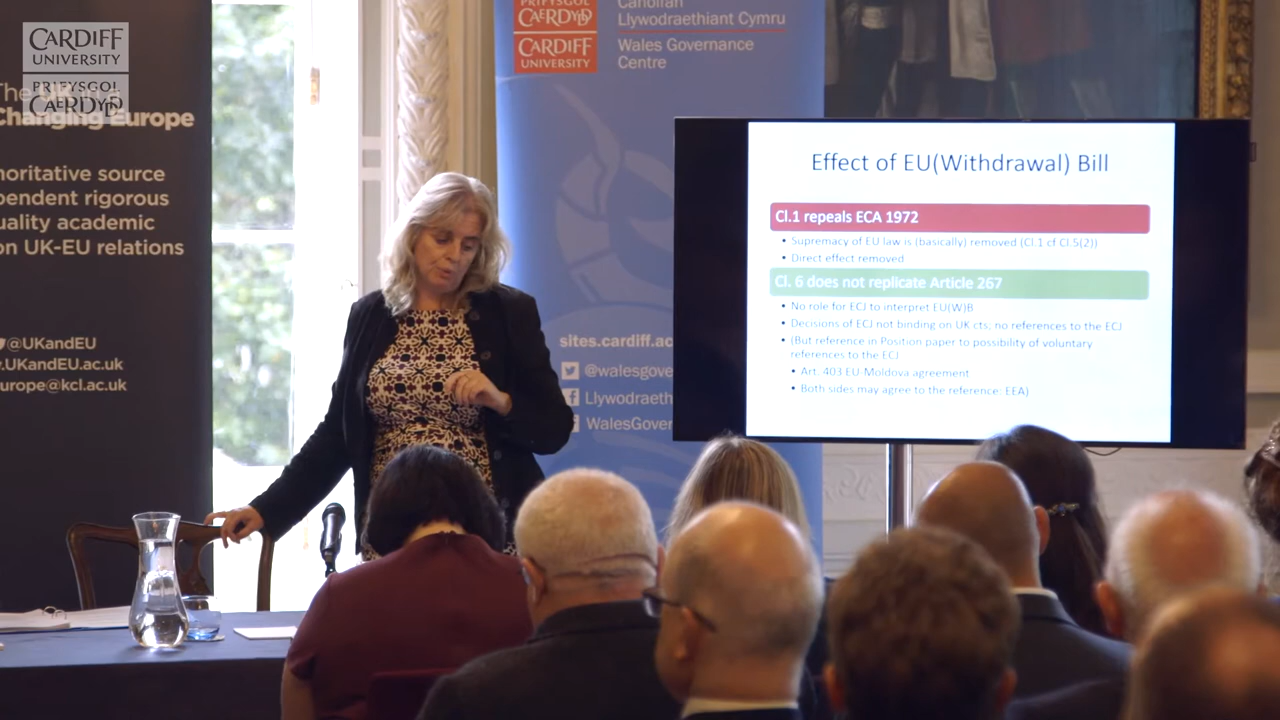 CARDIFF
UNIVERSITY
PRIFYSGOL
CAERDYDD
Changing Europe
quality academic
on UK-EU relations
@UKandEU
.UKandEU.ac.uk
europe@kcl.ac.uk
PRIFYSGOL
CAERDYDD
CARDIFF
UNIVERSITY
Canolfan
Llywodraethiant Cymru
Wales Governance
Centre
sites.cardiff.ac
@walesgove
Llywodraeth
WalesGover
Effect of EU(Withdrawal) Bill
Cl.1 repeals ECA 1972
• Supremacy of EU law is (basically) removed (Cl.1 cf Cl.5(2))
• Direct effect removed
Cl. 6 does not replicate Article 267
• No role for ECJ to interpret EU(W)B
• Decisions of ECJ not binding on UK cts; no references to the ECJ
• (But reference in Position paper to possibility of voluntary
references to the ECJ
• Art. 403 EU-Moldova agreement
• Both sides may agree to the reference: EEA)